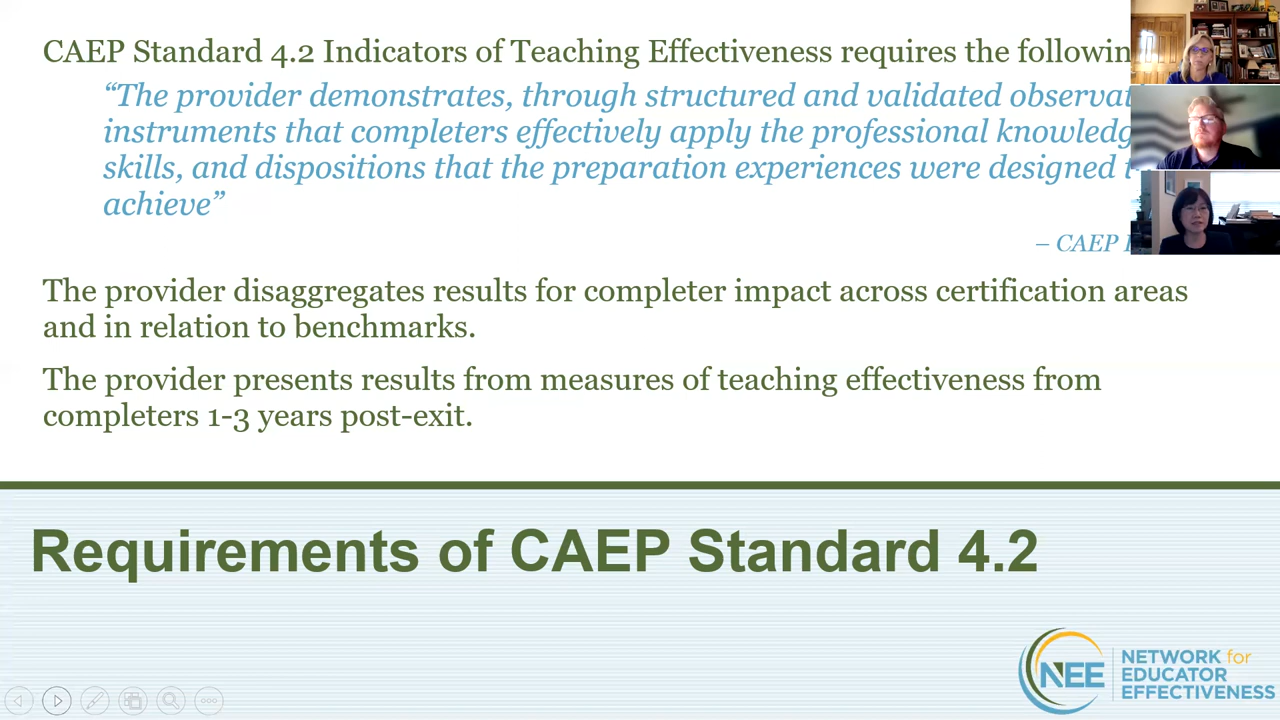 CAEP Standard 4.2 Indicators of Teaching Effectiveness requires the
“The provider demonstrates, through structured and validated
instruments that completers effectively apply the professional
skills, and dispositions that the preparation experiences were designed
achieve”
– CAEP
The provider disaggregates results for completer impact across certification areas
and in relation to benchmarks.
The provider presents results from measures of teaching effectiveness from
completers 1-3 years post-exit.
Requirements of CAEP Standard 4.2
NEE
NETWORK for
EDUCATOR
EFFECTIVENESS